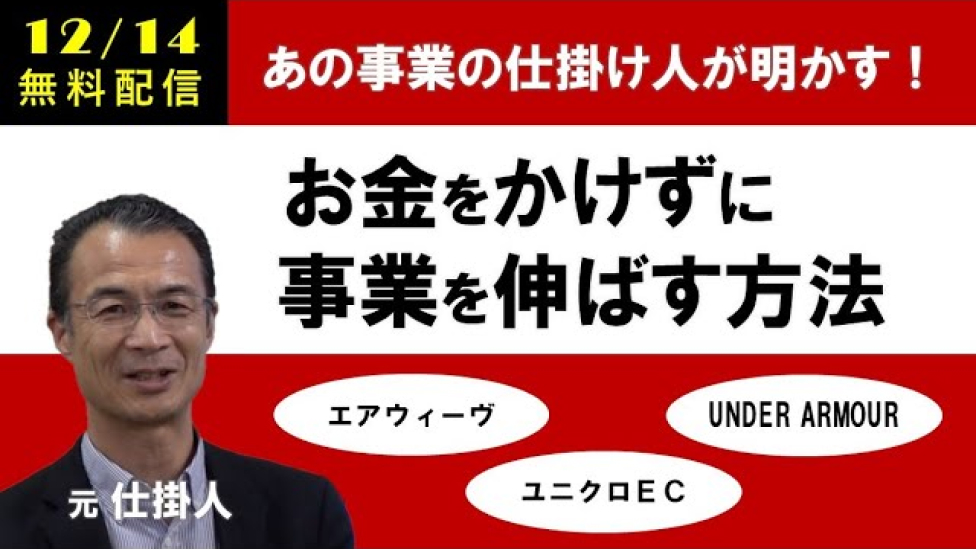 12/14
無料配信
あの事業の仕掛け人が明かす！
お金をかけずに
事業を伸ばす方法
エアウィーヴ
UNDER ARMOUR
ユニクロEC
元 仕掛人